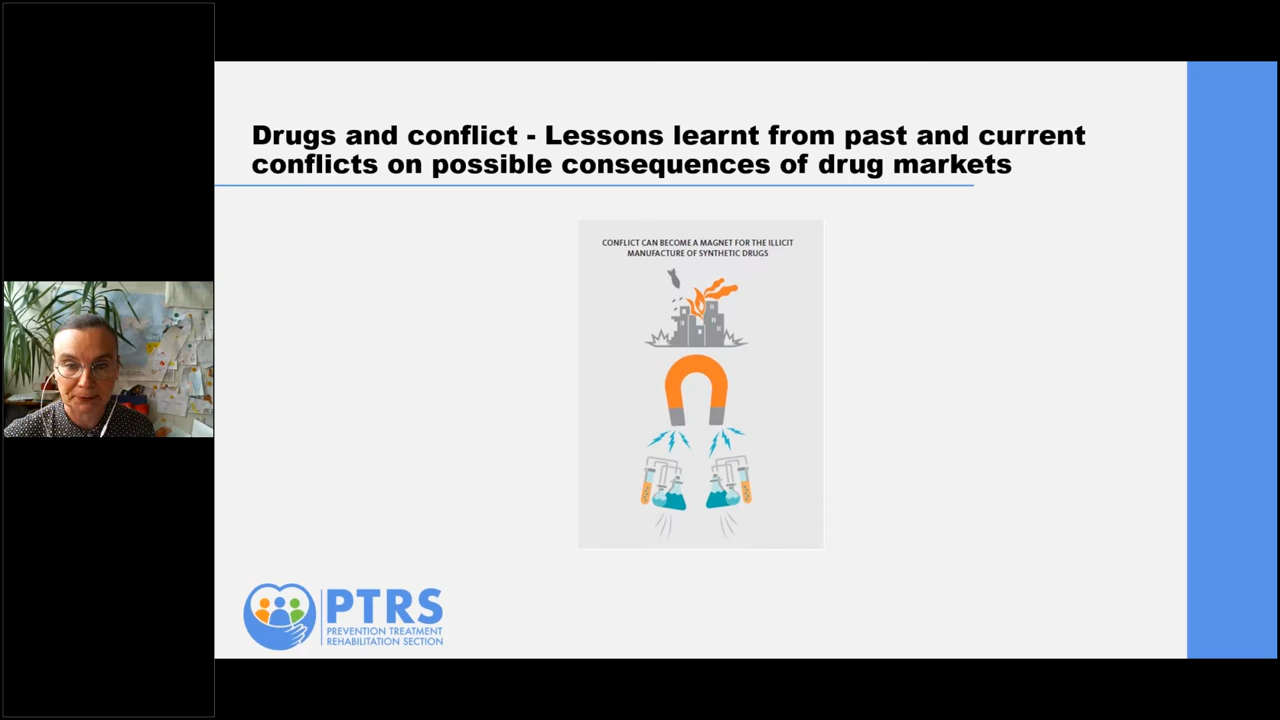 Drugs and conflict - Lessons learnt from past and current
conflicts on possible consequences of drug markets
CONFLICT CAN BECOME A MAGNET FOR THE ILLICIT
MANUFACTURE OF SYNTHETIC DRUGS
PTRS
PREVENTION TREATMENT
REHABILITATION SECTION